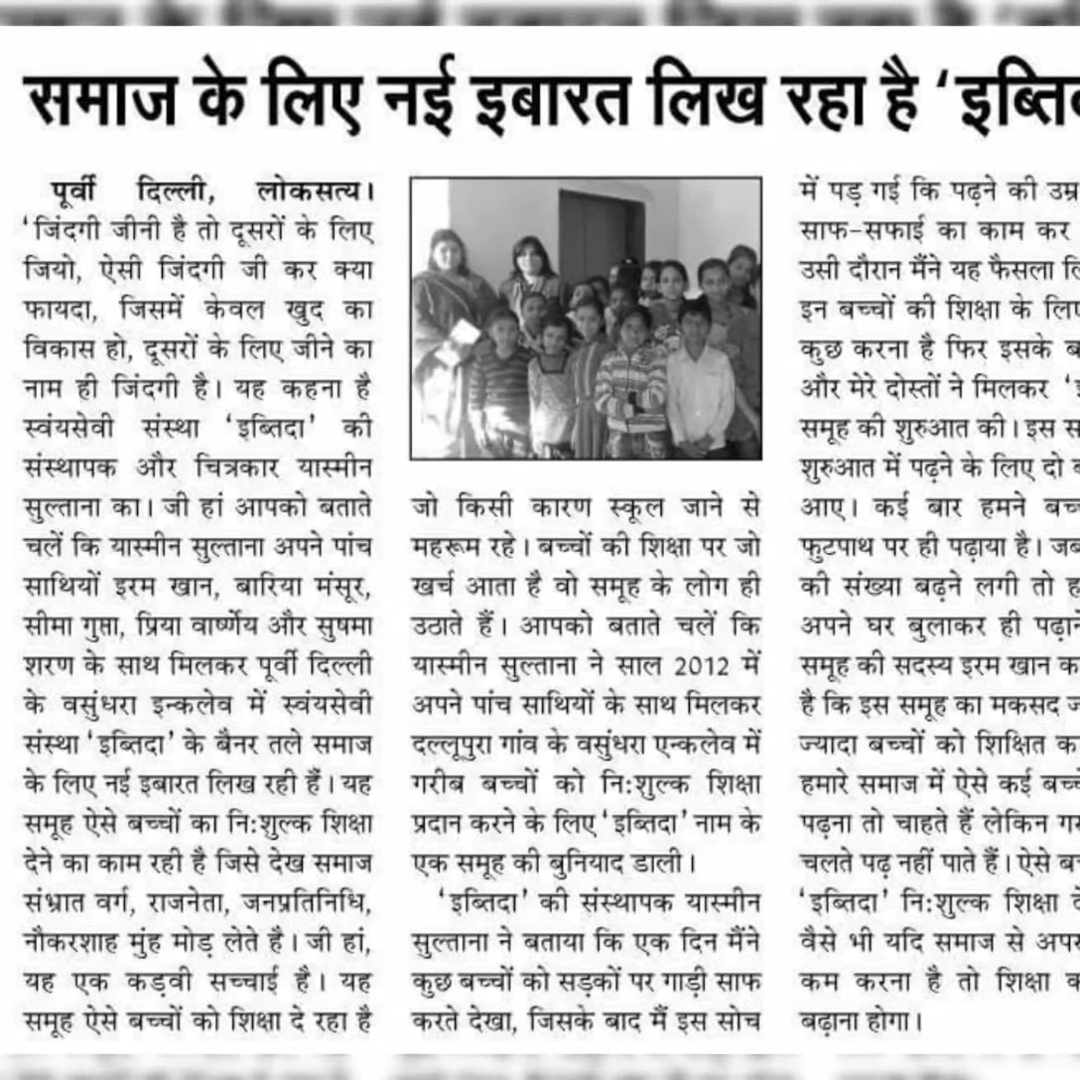 समाज के लिए नई इबारत लिख रहा है
पूर्वी दिल्ली, लोकसत्य।
'जिंदगी जीनी है तो दूसरों के लिए
जियो, ऐसी जिंदगी जी कर क्या
फायदा, जिसमें केवल खुद का
विकास हो, दूसरों के लिए जीने का
नाम ही जिंदगी है। यह कहना है
स्वंयसेवी संस्था 'इब्तिदा' की
संस्थापक और चित्रकार यास्मीन
सुल्ताना का। जी हां आपको बताते
चलें कि यास्मीन सुल्ताना अपने पांच
साथियों इरम खान, बारिया मंसूर,
सीमा गुप्ता, प्रिया वार्ष्णेय और सुषमा
शरण के साथ मिलकर पूर्वी दिल्ली
के वसुंधरा इन्कलेव में स्वंयसेवी
संस्था 'इब्तिदा' के बैनर तले समाज
के लिए नई इबारत लिख रही हैं। यह
समूह ऐसे बच्चों का नि:शुल्क शिक्षा
देने का काम रही है जिसे देख समाज
संभ्रात वर्ग, राजनेता, जनप्रतिनिधि,
नौकरशाह मुंह मोड़ लेते है। जी हां,
यह एक कड़वी सच्चाई है। यह
समूह ऐसे बच्चों को शिक्षा दे रहा है
जो किसी कारण स्कूल जाने से
महरूम रहे। बच्चों की शिक्षा पर जो
खर्च आता है वो समूह के लोग ही
उठाते हैं। आपको बताते चलें कि
यास्मीन सुल्ताना ने साल 2012 में
अपने पांच साथियों के साथ मिलकर
दल्लूपुरा गांव के वसुंधरा एन्कलेव में
गरीब बच्चों को नि:शुल्क शिक्षा
प्रदान करने के लिए 'इब्तिदा' नाम के
एक समूह की बुनियाद डाली।
'इब्तिदा' की संस्थापक यास्मीन
सुल्ताना ने बताया कि एक दिन मैंने
कुछ बच्चों को सड़कों पर गाड़ी साफ
करते देखा, जिसके बाद मैं इस सोच
में पड़ गई कि पढ़ने की उम्र
साफ-सफाई का काम कर
उसी दौरान मैंने यह फैसला
इन बच्चों की शिक्षा के
कुछ करना है फिर इसके
और मेरे दोस्तों ने मिलकर
समूह की शुरुआत की। इस
शुरुआत में पढ़ने के लिए दो
आए। कई बार हमने
फुटपाथ पर ही पढ़ाया है।
की संख्या बढ़ने लगी तो
अपने घर बुलाकर ही
समूह की सदस्य इरम खान
है कि इस समूह का मकसद
ज्यादा बच्चों को शिक्षित
हमारे समाज में ऐसे कई
पढ़ना तो चाहते हैं लेकिन
चलते पढ़ नहीं पाते हैं। ऐसे
'इब्तिदा' नि:शुल्क शिक्षा
वैसे भी यदि समाज से
कम करना है तो शिक्षा
बढ़ाना होगा।